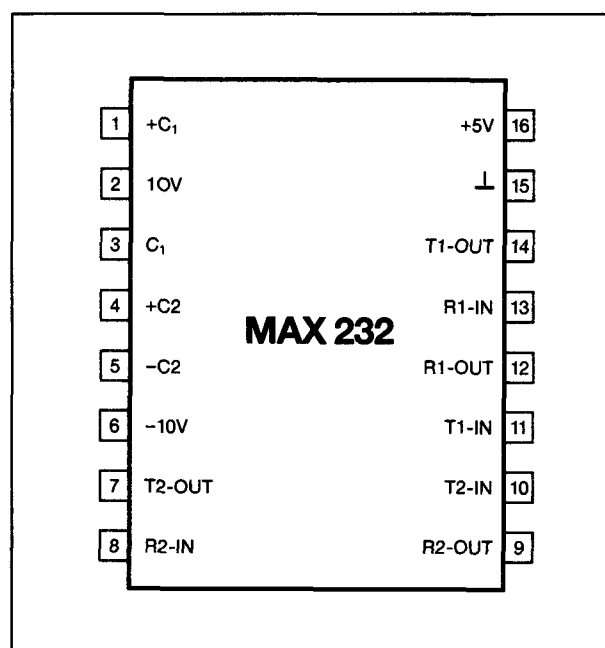 1 +C₁ +5V 16
2 10V ⊥ 15
3 C₁ T1-OUT 14
4 +C2 R1-IN 13
MAX 232
5 -C2 R1-OUT 12
6 -10V T1-IN 11
7 T2-OUT T2-IN 10
8 R2-IN R2-OUT 9